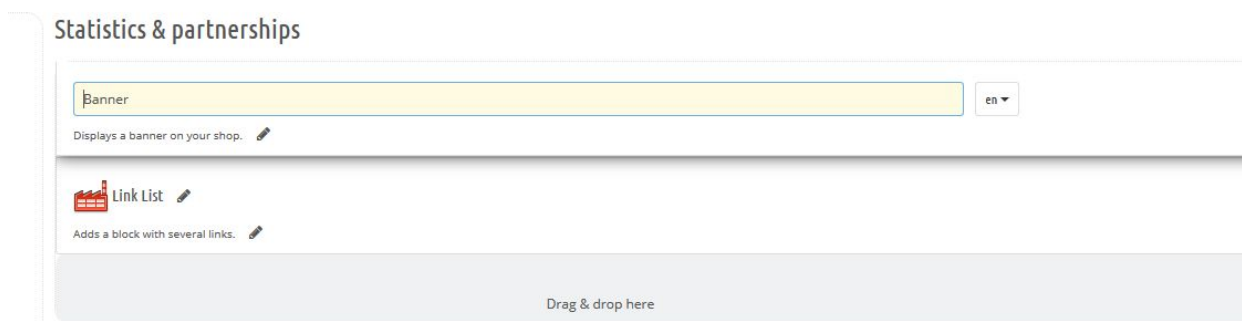 Statistics & partnerships
Banner
en
Displays a banner on your shop.
Link List
Adds a block with several links.
Drag & drop here